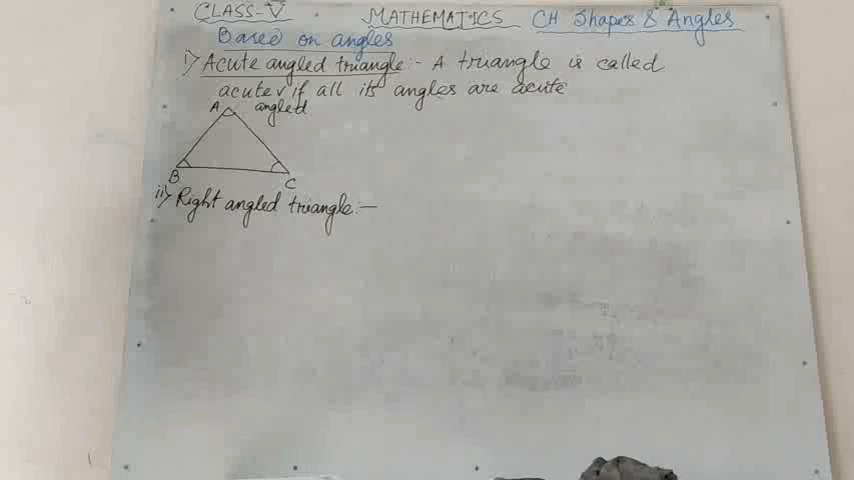 CLASS-V MATHEMATICS CH Shapes & Angles
Based on angles
i) Acute angled triangle:- A triangle is called
acute✓if all its angles are acute
angled
A
B
C
ii) Right angled triangle:-